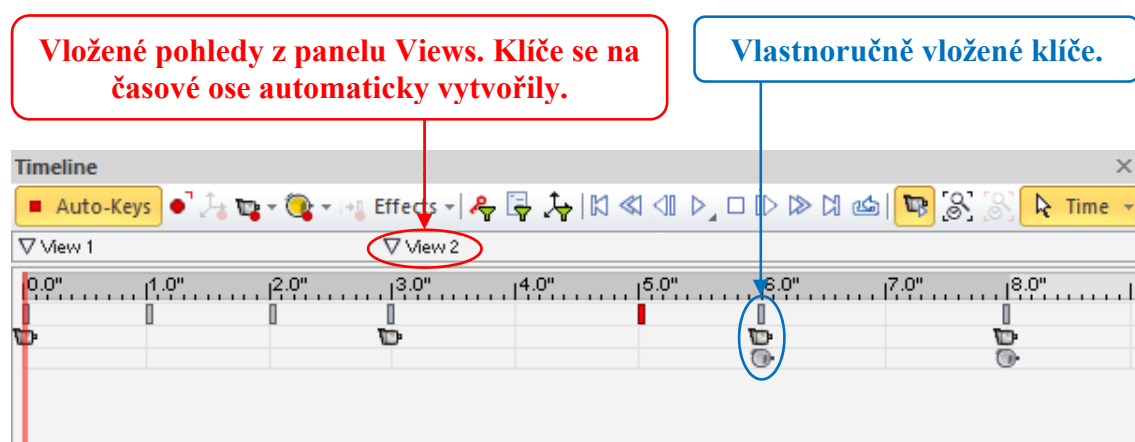 Vložené pohledy z panelu Views. Klíče se na
časové ose automaticky vytvořily.
Vlastnoručně vložené klíče.
Timeline
Auto-Keys Effects Time
View 1 View 2
0.0" 1.0" 2.0" 3.0" 4.0" 5.0" 6.0" 7.0" 8.0"